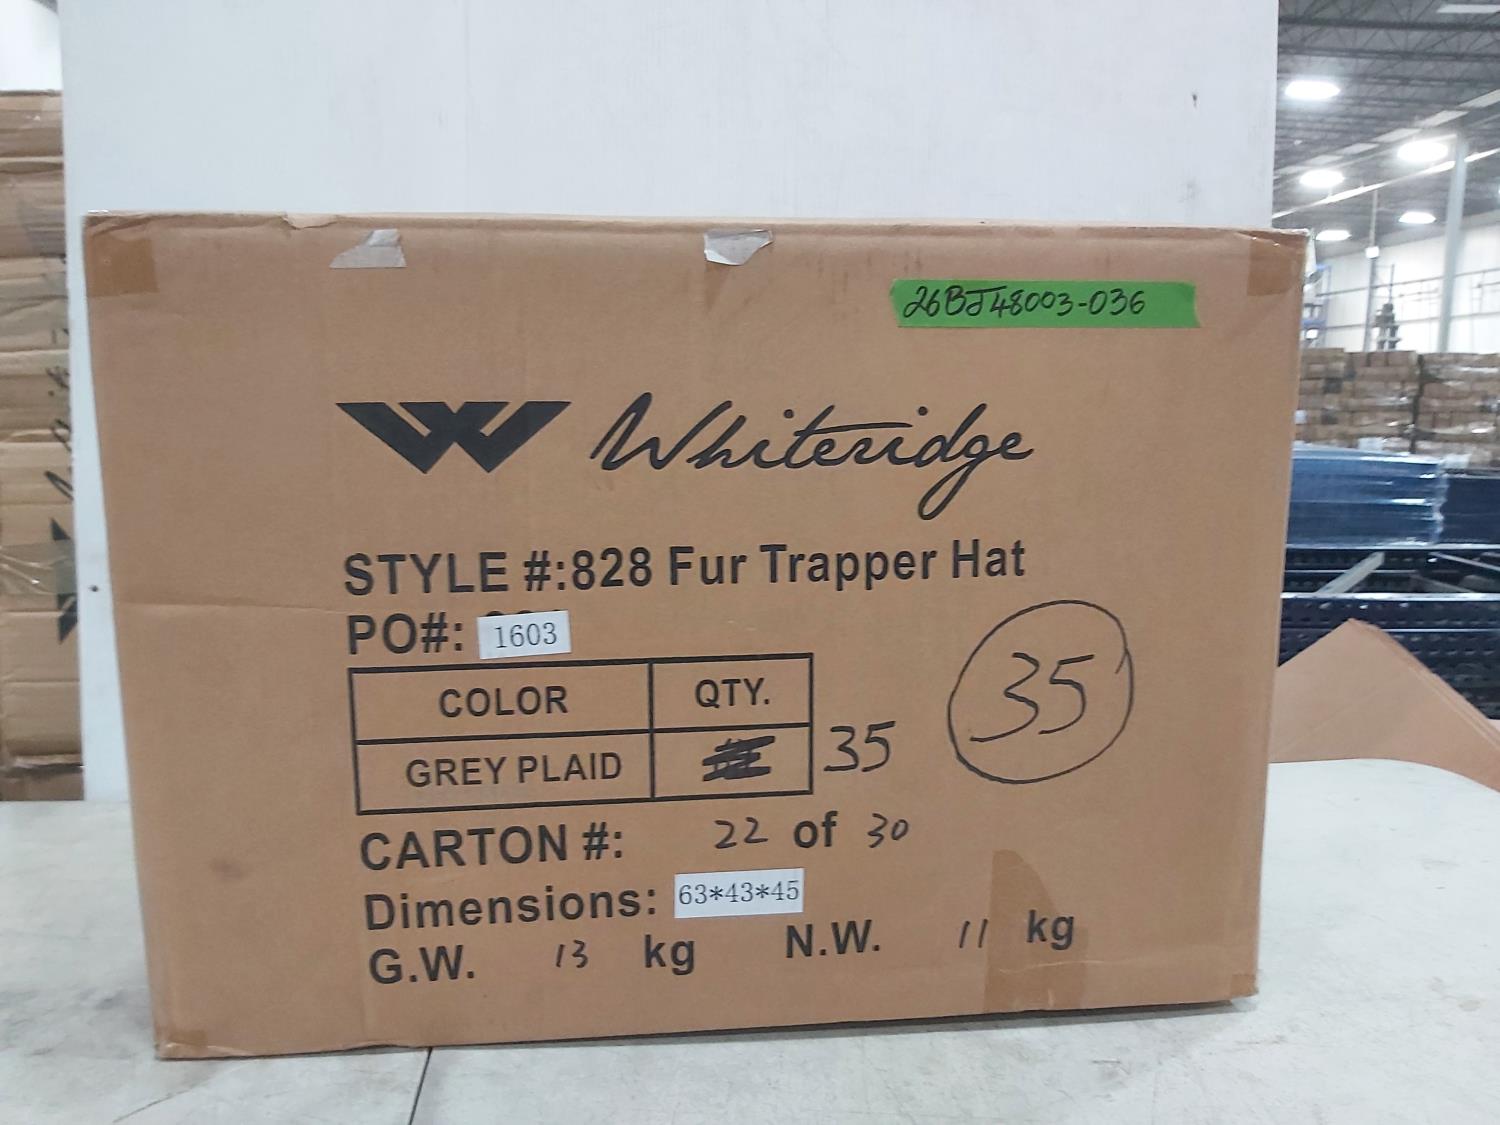 26BJ48003-036
Whiteridge
STYLE #:828 Fur Trapper Hat
PO#: 1603
COLOR QTY.
GREY PLAID 35
35
CARTON #: 22 of 30
Dimensions: 63*43*45
G.W. 13 kg N.W. 11 kg